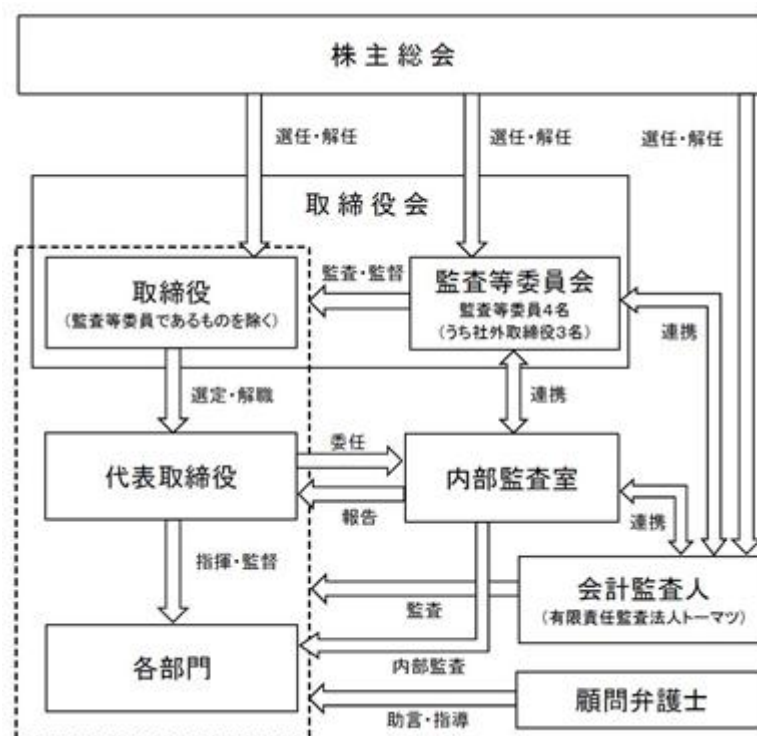 株主総会
選任・解任
選任・解任
選任・解任
取締役会
取締役
(監査等委員であるものを除く)
監査・監督
監査等委員会
監査等委員4名
(うち社外取締役3名)
連携
選定・解職
連携
代表取締役
委任
報告
内部監査室
連携
指揮・監督
監査
会計監査人
(有限責任監査法人トーマツ)
各部門
内部監査
助言・指導
顧問弁護士